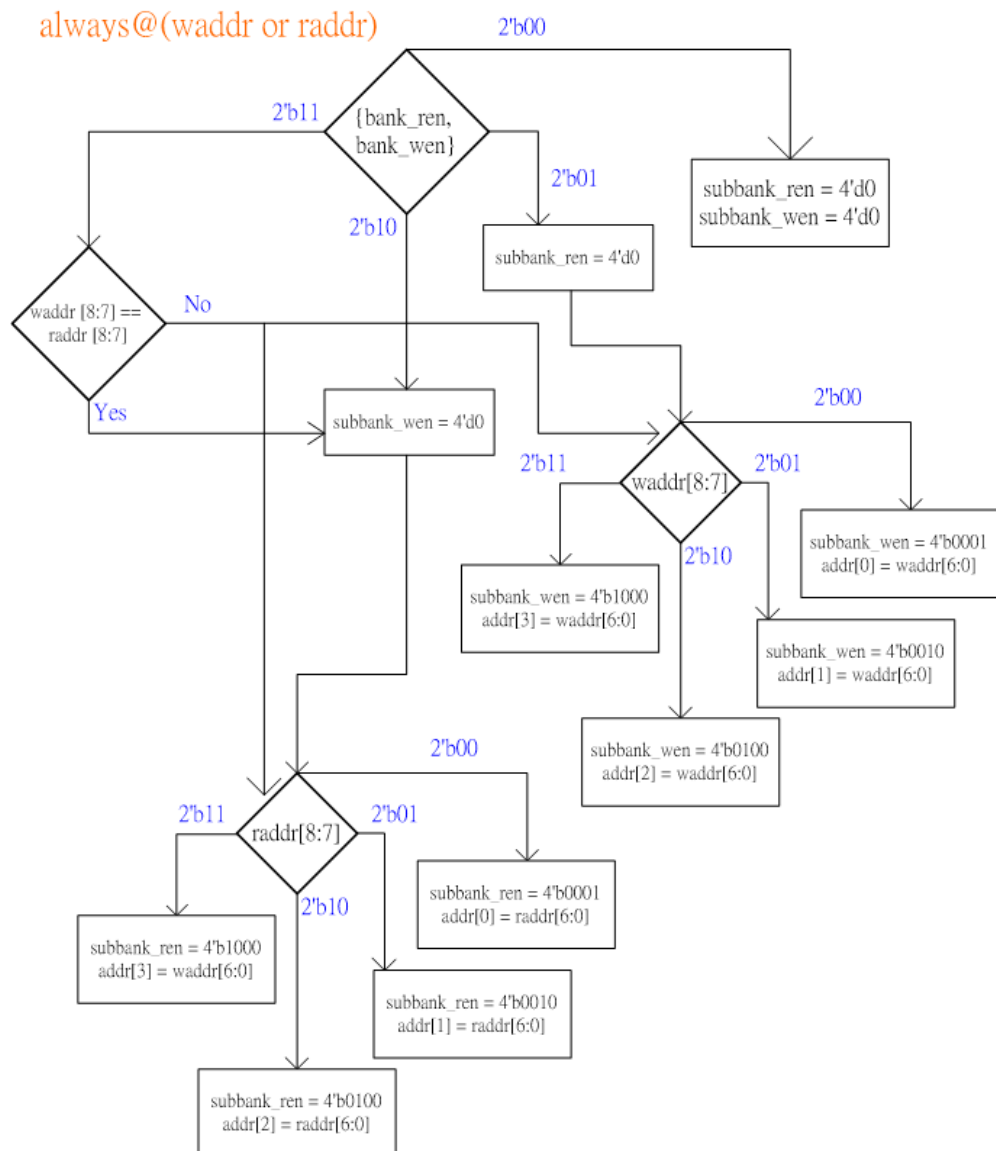 always@(waddr or raddr)
2'b00
2'b11
{bank_ren,
bank_wen}
2'b01
2'b10
subbank_ren = 4'd0
subbank_wen = 4'd0
subbank_ren = 4'd0
waddr [8:7] ==
raddr [8:7]
No
Yes
subbank_wen = 4'd0
2'b00
2'b11
waddr[8:7]
2'b01
2'b10
subbank_wen = 4'b0001
addr[0] = waddr[6:0]
subbank_wen = 4'b1000
addr[3] = waddr[6:0]
subbank_wen = 4'b0010
addr[1] = waddr[6:0]
subbank_wen = 4'b0100
addr[2] = waddr[6:0]
2'b00
2'b11
raddr[8:7]
2'b01
2'b10
subbank_ren = 4'b0001
addr[0] = raddr[6:0]
subbank_ren = 4'b1000
addr[3] = waddr[6:0]
subbank_ren = 4'b0010
addr[1] = raddr[6:0]
subbank_ren = 4'b0100
addr[2] = raddr[6:0]